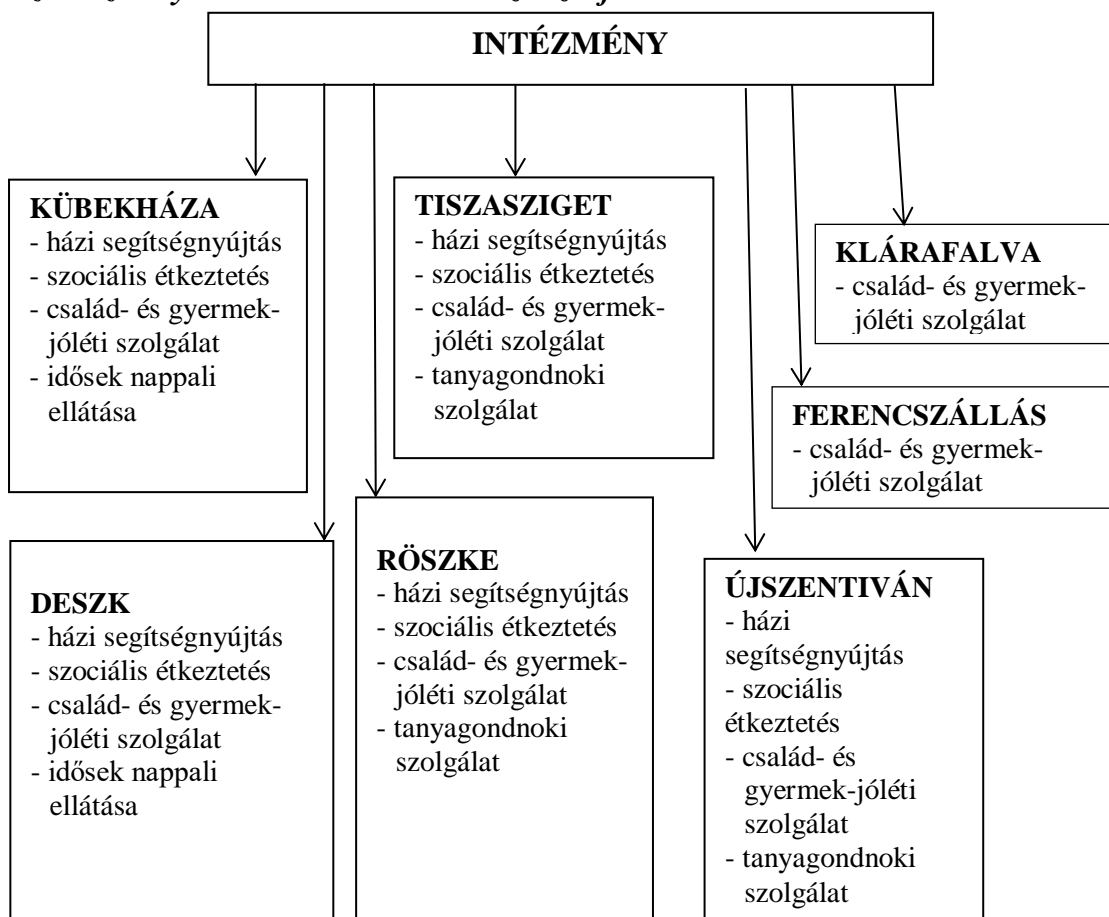 INTÉZMÉNY
KÜBEKHÁZA
- házi segítségnyújtás
- szociális étkeztetés
- család- és gyermek-
jóléti szolgálat
- idősek nappali
ellátása
TISZASZIGET
- házi segítségnyújtás
- szociális étkeztetés
- család- és gyermek-
jóléti szolgálat
- tanyagondnoki
szolgálat
KLÁRAFALVA
- család- és gyermek-
jóléti szolgálat
FERENCSZÁLLÁS
- család- és gyermek-
jóléti szolgálat
DESZK
- házi segítségnyújtás
- szociális étkeztetés
- család- és gyermek-
jóléti szolgálat
- idősek nappali
ellátása
RÖSZKE
- házi segítségnyújtás
- szociális étkeztetés
- család- és gyermek-
jóléti szolgálat
- tanyagondnoki
szolgálat
ÚJSZENTIVÁN
- házi
segítségnyújtás
- szociális
étkeztetés
- család- és
gyermek-jóléti
szolgálat
- tanyagondnoki
szolgálat